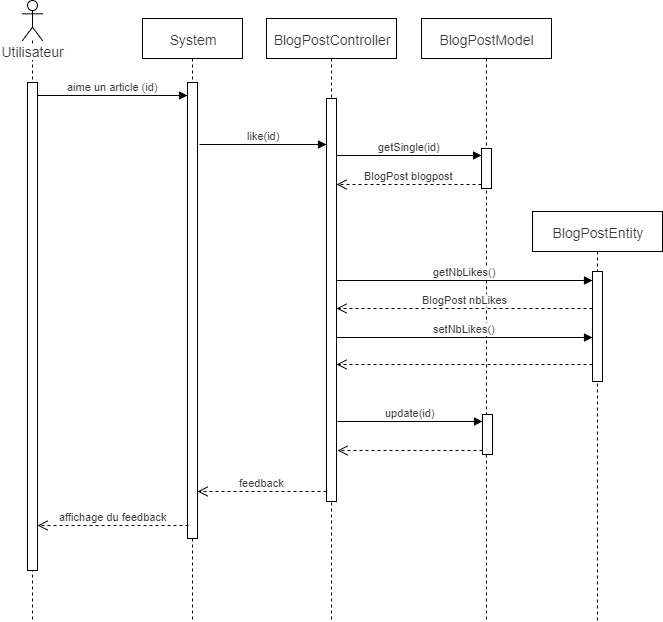 Utilisateur
System
BlogPostController
BlogPostModel
aime un article (id)
like(id)
getSingle(id)
BlogPost blogpost
BlogPostEntity
getNbLikes()
BlogPost nbLikes
setNbLikes()
update(id)
feedback
affichage du feedback